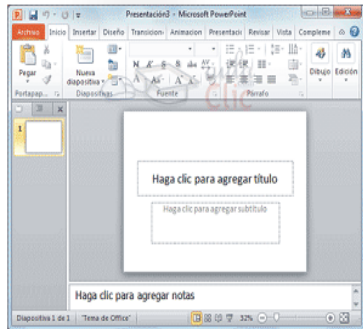 Presentación3 - Microsoft PowerPoint
Archivo Inicio Insertar Diseño Transicion Animacion Presentaci Revisar Vista Compleme
Pegar
Nueva
diapositiva
Dibujo Edición
Portapap... Diapositivas Fuente Párrafo
Clic
1
Haga clic para agregar título
Haga clic para agregar subtítulo
Haga clic para agregar notas
Diapositiva 1 de 1 "Tema de Office" 32%